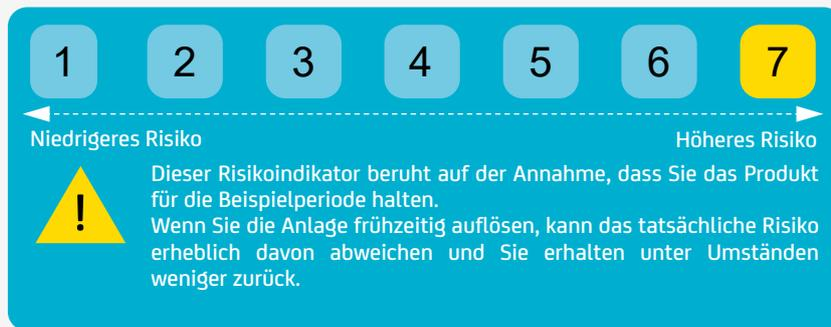 1 2 3 4 5 6 7
Niedrigeres Risiko Höheres Risiko
! Dieser Risikoindikator beruht auf der Annahme, dass Sie das Produkt
für die Beispielperiode halten.
Wenn Sie die Anlage frühzeitig auflösen, kann das tatsächliche Risiko
erheblich davon abweichen und Sie erhalten unter Umständen
weniger zurück.